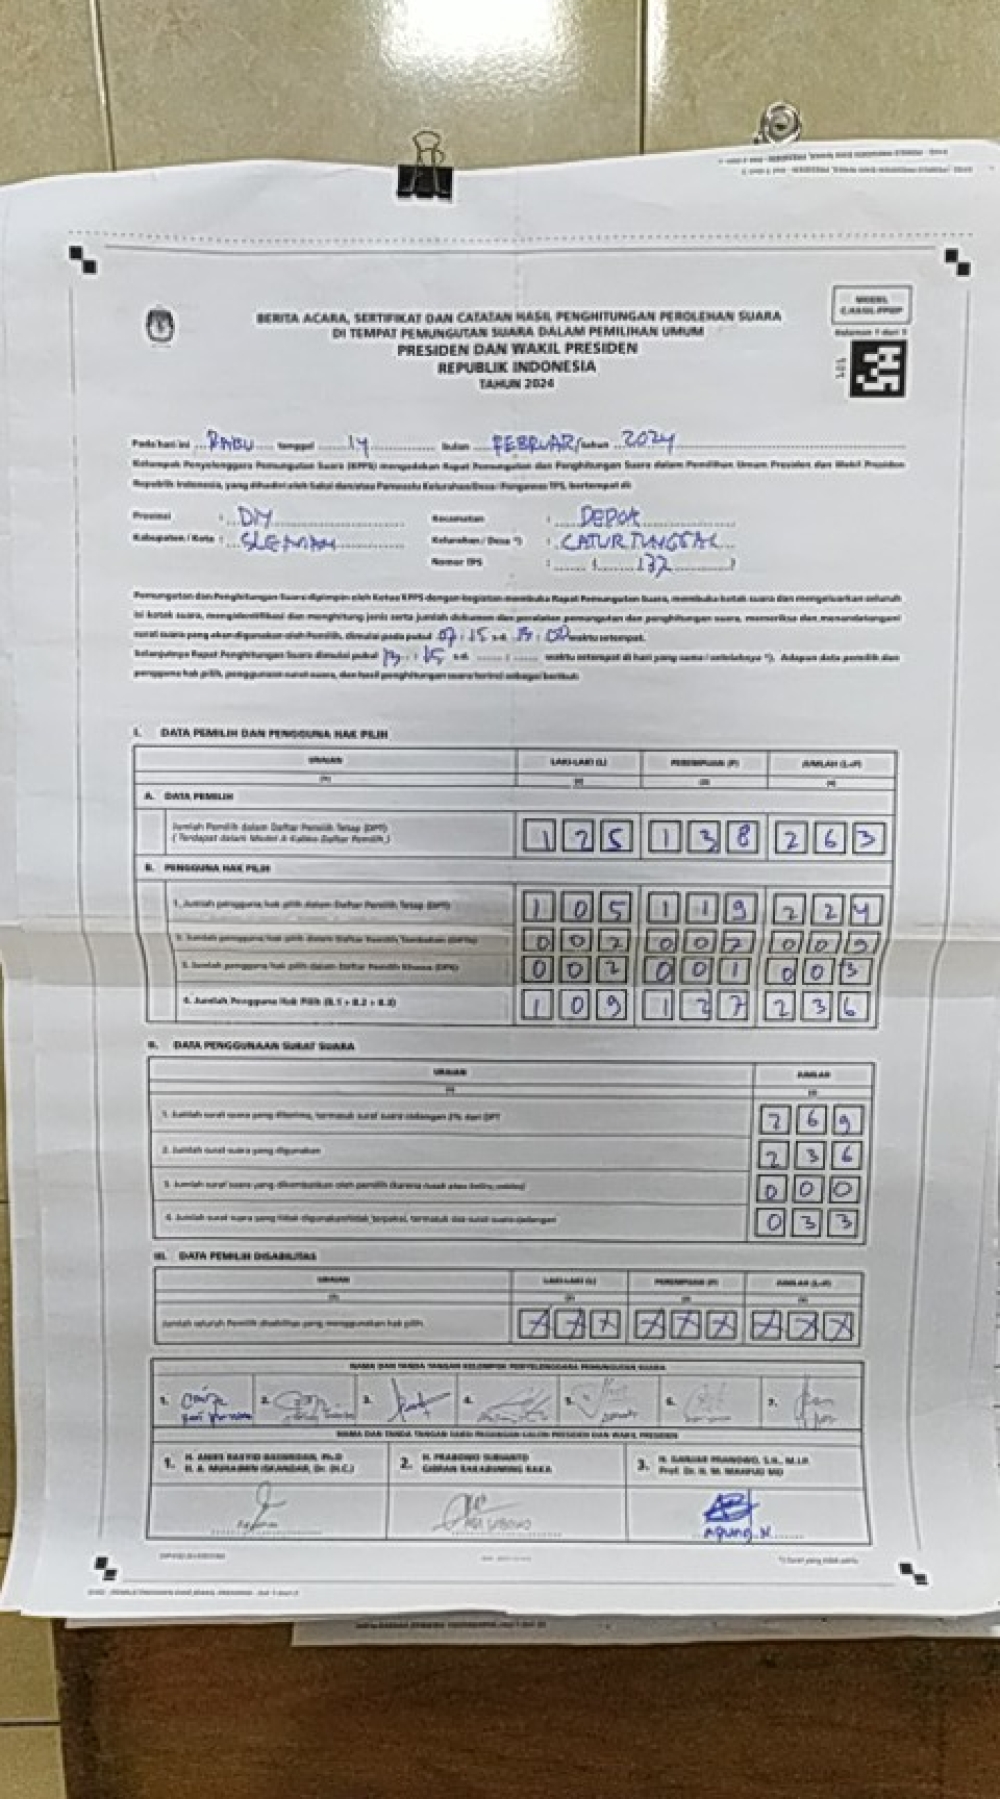 MODEL
C.HASIL-PPWP
Halaman 1 dari 3
BERITA ACARA, SERTIFIKAT DAN CATATAN HASIL PENGHITUNGAN PEROLEHAN SUARA
DI TEMPAT PEMUNGUTAN SUARA DALAM PEMILIHAN UMUM
PRESIDEN DAN WAKIL PRESIDEN
REPUBLIK INDONESIA
TAHUN 2024
Pada hari ini RABU tanggal 14 bulan FEBRUARI tahun 2024
Kelompok Penyelenggara Pemungutan Suara (KPPS) mengadakan Rapat Pemungutan dan Penghitungan Suara dalam Pemilihan Umum Presiden dan Wakil Presiden
Republik Indonesia, yang dihadiri oleh Saksi dan/atau Panwaslu Kelurahan/Desa/Pengawas TPS, bertempat di:
Provinsi : DIY Kecamatan : DEPOK
Kabupaten / Kota : SLEMAN Kelurahan / Desa *) : CATURTUNGGAL
Nomor TPS : ( 132 )
Pemungutan dan Penghitungan Suara dipimpin oleh Ketua KPPS dengan kegiatan membuka Rapat Pemungutan Suara, membuka kotak suara dan mengeluarkan seluruh
isi kotak suara, mengidentifikasi dan menghitung jenis serta jumlah dokumen dan peralatan pemungutan dan penghitungan suara, memeriksa dan menandatangani
surat suara yang akan digunakan oleh Pemilih, dimulai pada pukul 07:15 s.d. 13:00 waktu setempat.
Selanjutnya Rapat Penghitungan Suara dimulai pukul 13:15 s.d. ...... : ...... waktu setempat di hari yang sama / setelahnya *). Adapun data pemilih dan
pengguna hak pilih, penggunaan surat suara, dan hasil penghitungan suara terinci sebagai berikut:
I. DATA PEMILIH DAN PENGGUNA HAK PILIH
URAIAN LAKI-LAKI (L) PEREMPUAN (P) JUMLAH (L+P)
(1) (2) (3) (4)
A. DATA PEMILIH
Jumlah Pemilih dalam Daftar Pemilih Tetap (DPT)
(Terdapat dalam Model A-Kabko Daftar Pemilih) 125 138 263
B. PENGGUNA HAK PILIH
1. Jumlah pengguna hak pilih dalam Daftar Pemilih Tetap (DPT) 105 119 224
2. Jumlah pengguna hak pilih dalam Daftar Pemilih Tambahan (DPTb) 002 007 009
3. Jumlah pengguna hak pilih dalam Daftar Pemilih Khusus (DPK) 002 001 003
4. Jumlah Pengguna Hak Pilih (B.1 + B.2 + B.3) 109 127 236
II. DATA PENGGUNAAN SURAT SUARA
URAIAN JUMLAH
(1) (2)
1. Jumlah surat suara yang diterima, termasuk surat suara cadangan 2% dari DPT 269
2. Jumlah surat suara yang digunakan 236
3. Jumlah surat suara yang dikembalikan oleh pemilih karena rusak atau keliru coblos 000
4. Jumlah surat suara yang tidak digunakan/tidak terpakai, termasuk sisa surat suara cadangan 033
III. DATA PEMILIH DISABILITAS
URAIAN LAKI-LAKI (L) PEREMPUAN (P) JUMLAH (L+P)
(1) (2) (3) (4)
Jumlah seluruh Pemilih disabilitas yang menggunakan hak pilih XXX XXX XXX
NAMA DAN TANDA TANGAN KELOMPOK PENYELENGGARA PEMUNGUTAN SUARA
1. 2. 3. 4. 5. 6. 7.
NAMA DAN TANDA TANGAN SAKSI PASANGAN CALON PRESIDEN DAN WAKIL PRESIDEN
1. H. ANIES RASYID BASWEDAN, Ph.D
H. A. MUHAIMIN ISKANDAR, Dr. (H.C.)
2. H. PRABOWO SUBIANTO
GIBRAN RAKABUMING RAKA
3. H. GANJAR PRANOWO, S.H., M.I.P.
Prof. Dr. H. M. MAHFUD MD
Agung.N
*) Coret yang tidak perlu